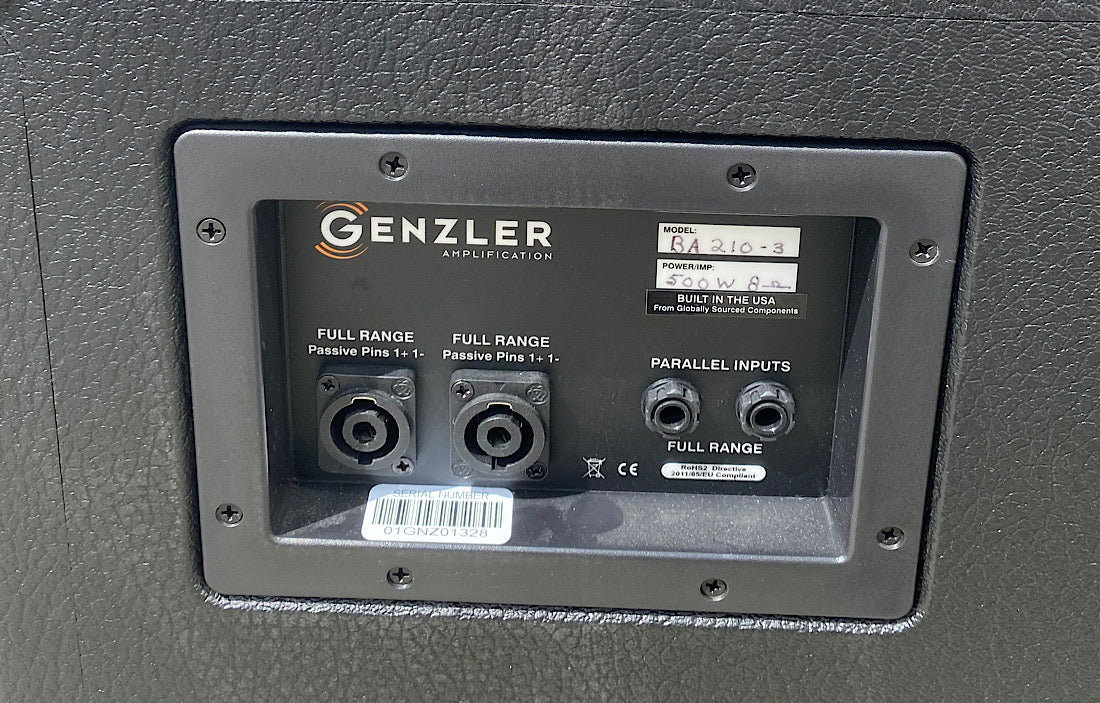 GENZLER
AMPLIFICATION
MODEL:
BA 210-3
POWER/IMP:
500W 8Ω
BUILT IN THE USA
From Globally Sourced Components
FULL RANGE
Passive Pins 1+ 1-
FULL RANGE
Passive Pins 1+ 1-
PARALLEL INPUTS
FULL RANGE
CE
RoHS2 Directive
2011/65/EU Compliant
SERIAL NUMBER
01GNZ01328